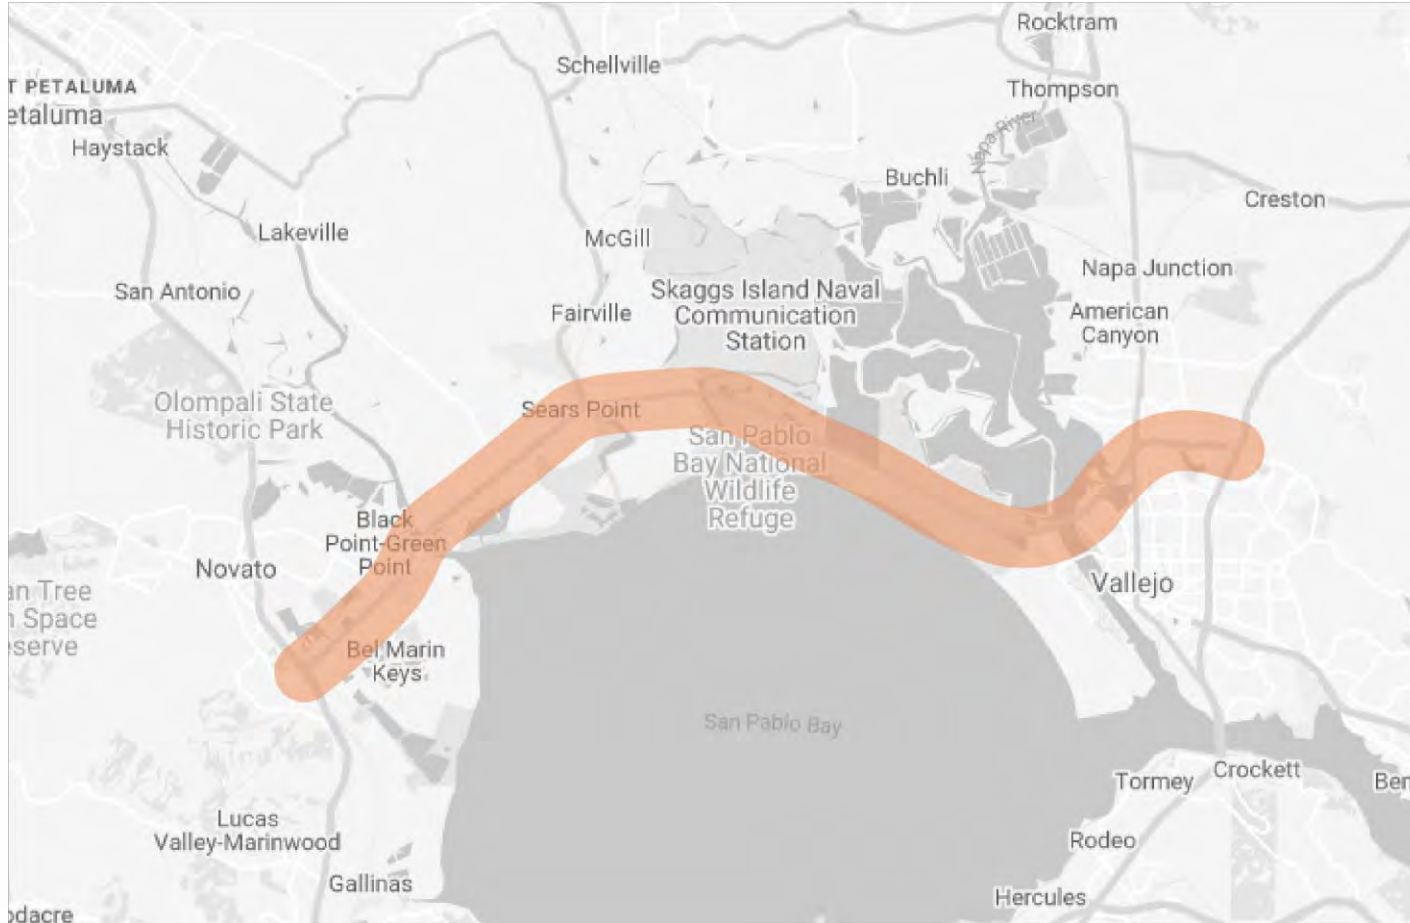 Rocktram
Schellville
T PETALUMA
etaluma
Thompson
Haystack
Napa River
Buchli
Creston
Lakeville
McGill
Napa Junction
San Antonio
Skaggs Island Naval
Communication
Station
Fairville
American
Canyon
Olompali State
Historic Park
Sears Point
San Pablo
Bay National
Wildlife
Refuge
Black
Point-Green
Point
Novato
Vallejo
an Tree
n Space
eserve
Bel Marin
Keys
San Pablo Bay
Tormey
Crockett
Ben
Lucas
Valley-Marinwood
Rodeo
Gallinas
Hercules
odacre